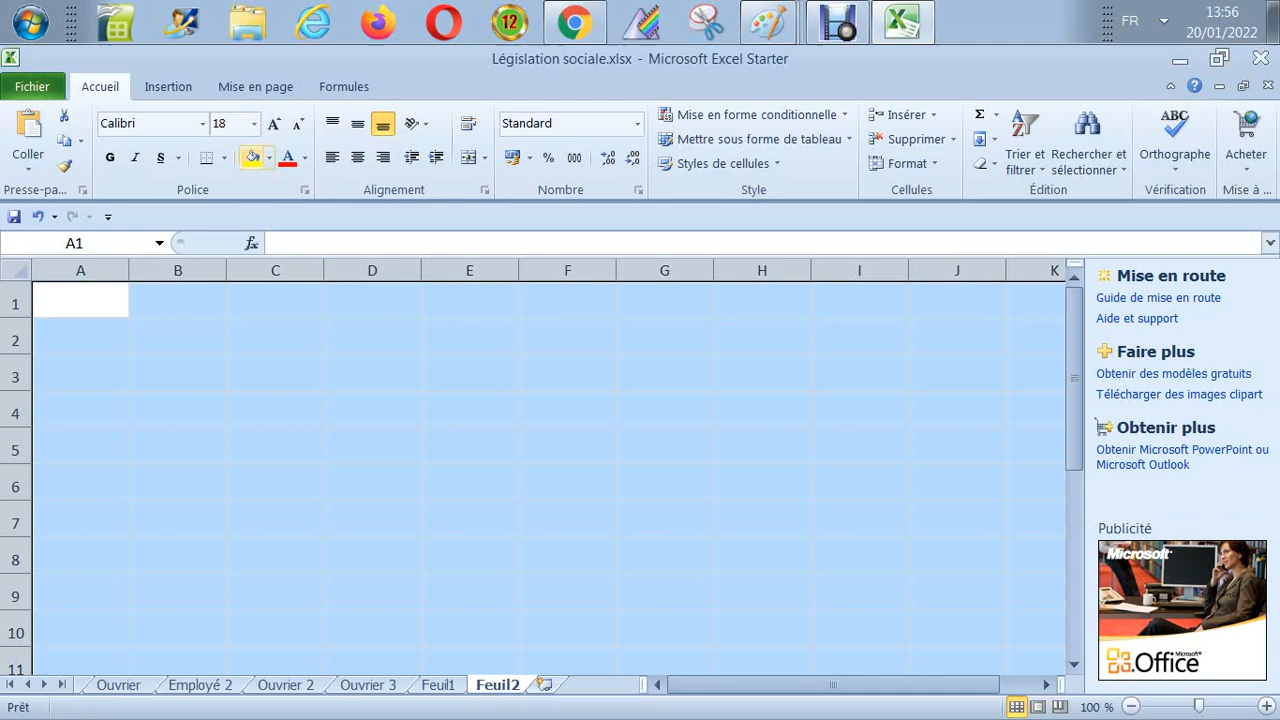 12
FR
13:56
20/01/2022
Législation sociale.xlsx - Microsoft Excel Starter
Fichier
Accueil
Insertion
Mise en page
Formules
Coller
Calibri
18
G I S
A
Standard
% 000
Mise en forme conditionnelle
Mettre sous forme de tableau
Styles de cellules
Insérer
Supprimer
Format
Σ
Trier et filtrer
Rechercher et sélectionner
ABC
Orthographe
Acheter
Presse-pa...
Police
Alignement
Nombre
Style
Cellules
Édition
Vérification
Mise à ...
A1
fx
A B C D E F G H I J K
1
2
3
4
5
6
7
8
9
10
11
Mise en route
Guide de mise en route
Aide et support
Faire plus
Obtenir des modèles gratuits
Télécharger des images clipart
Obtenir plus
Obtenir Microsoft PowerPoint ou
Microsoft Outlook
Publicité
Microsoft
Microsoft
Office
Ouvrier
Employé 2
Ouvrier 2
Ouvrier 3
Feuil1
Feuil2
Prêt
100 %